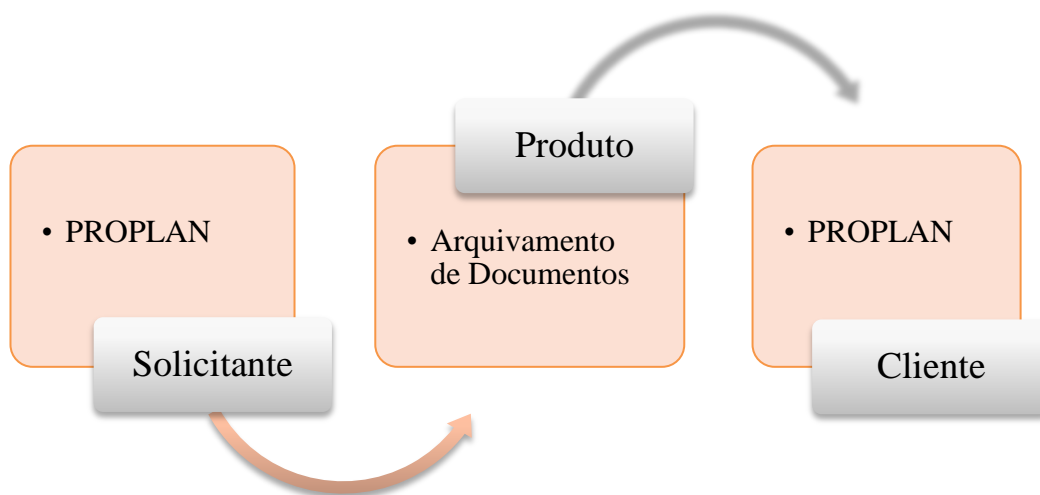 • PROPLAN
Solicitante
Produto
• Arquivamento
de Documentos
• PROPLAN
Cliente